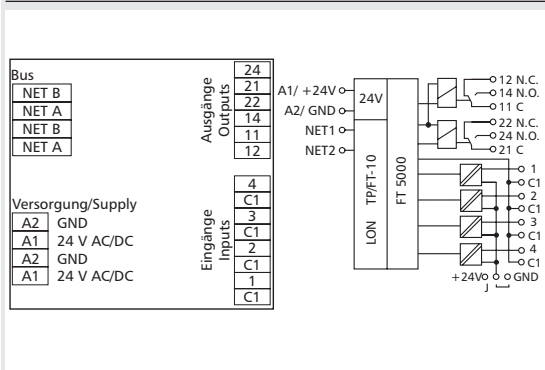 Bus
NET B
NET A
NET B
NET A
Versorgung/Supply
A2 GND
A1 24 V AC/DC
A2 GND
A1 24 V AC/DC
Ausgänge
Outputs
24
21
22
14
11
12
Eingänge
Inputs
4
C1
3
C1
2
C1
1
C1
A1/ +24V
A2/ GND
NET1
NET2
24V
LON TP/FT-10
FT 5000
12 N.C.
14 N.O.
11 C
22 N.C.
24 N.O.
21 C
1
C1
2
C1
3
C1
4
C1
+24V GND
J